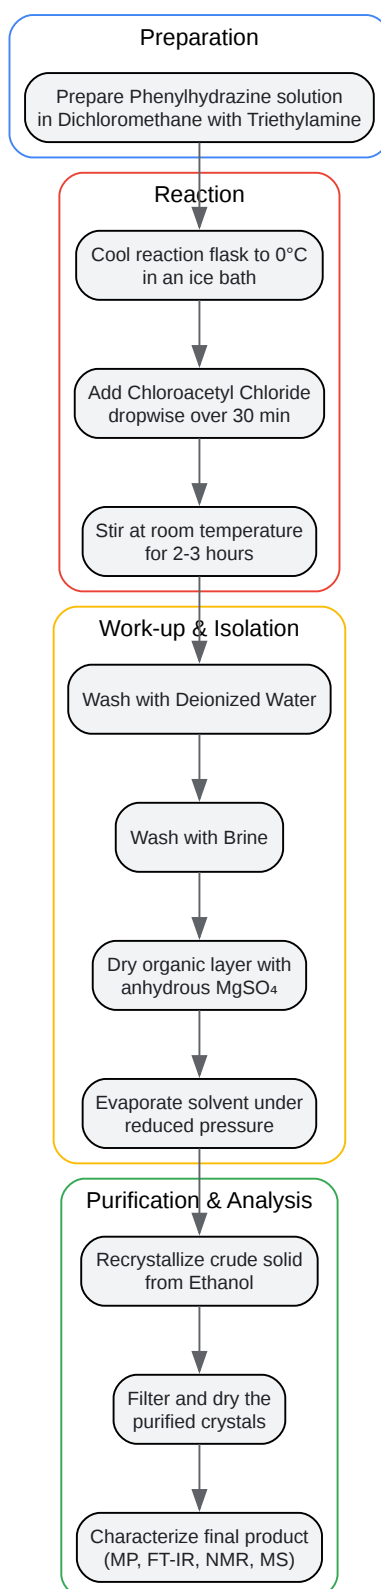 Preparation
Prepare Phenylhydrazine solution
in Dichloromethane with Triethylamine
Reaction
Cool reaction flask to 0°C
in an ice bath
Add Chloroacetyl Chloride
dropwise over 30 min
Stir at room temperature
for 2-3 hours
Work-up & Isolation
Wash with Deionized Water
Wash with Brine
Dry organic layer with
anhydrous MgSO₄
Evaporate solvent under
reduced pressure
Purification & Analysis
Recrystallize crude solid
from Ethanol
Filter and dry the
purified crystals
Characterize final product
(MP, FT-IR, NMR, MS)